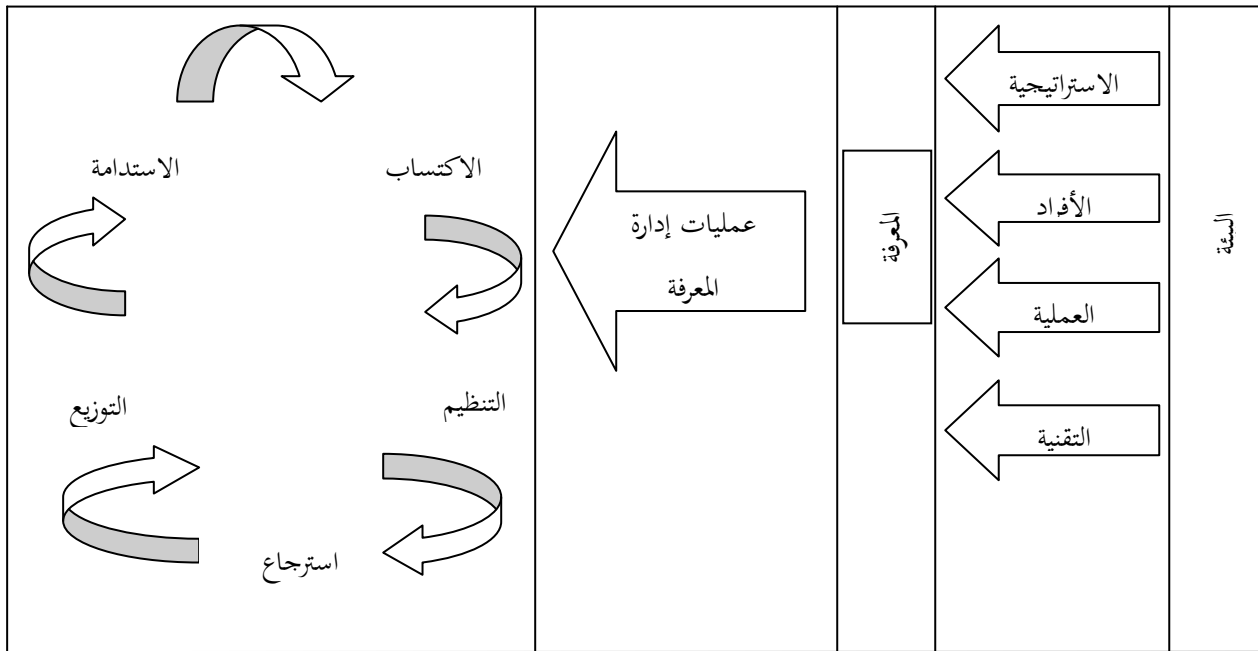 البيئة
الاستراتيجية
الأفراد
العملية
التقنية
المعرفة
عمليات إدارة
المعرفة
الاكتساب
الاستدامة
التنظيم
التوزيع
استرجاع